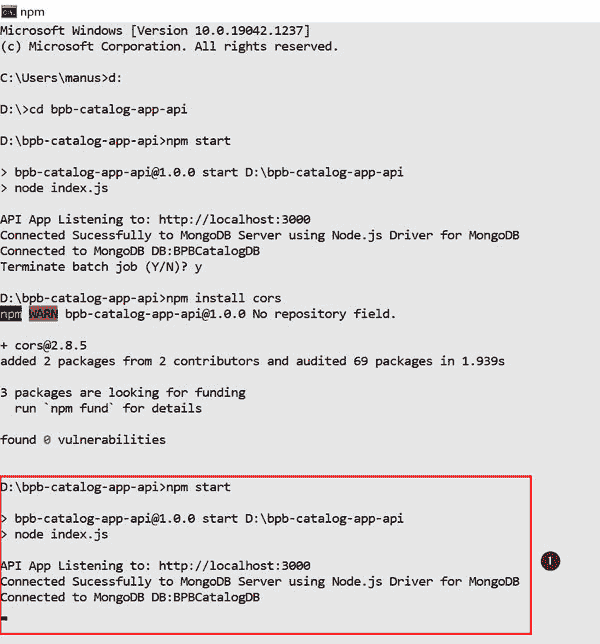 npm
Microsoft Windows [Version 10.0.19042.1237]
(c) Microsoft Corporation. All rights reserved.
C:\Users\manus>d:
D:\>cd bpb-catalog-app-api
D:\bpb-catalog-app-api>npm start
> bpb-catalog-app-api@1.0.0 start D:\bpb-catalog-app-api
> node index.js
API App Listening to: http://localhost:3000
Connected Sucessfully to MongoDB Server using Node.js Driver for MongoDB
Connected to MongoDB DB:BPBCatalogDB
Terminate batch job (Y/N)? y
D:\bpb-catalog-app-api>npm install cors
npm WARN bpb-catalog-app-api@1.0.0 No repository field.
+ cors@2.8.5
added 2 packages from 2 contributors and audited 69 packages in 1.939s
3 packages are looking for funding
run `npm fund` for details
found 0 vulnerabilities
D:\bpb-catalog-app-api>npm start
> bpb-catalog-app-api@1.0.0 start D:\bpb-catalog-app-api
> node index.js
API App Listening to: http://localhost:3000
Connected Sucessfully to MongoDB Server using Node.js Driver for MongoDB
Connected to MongoDB DB:BPBCatalogDB
1